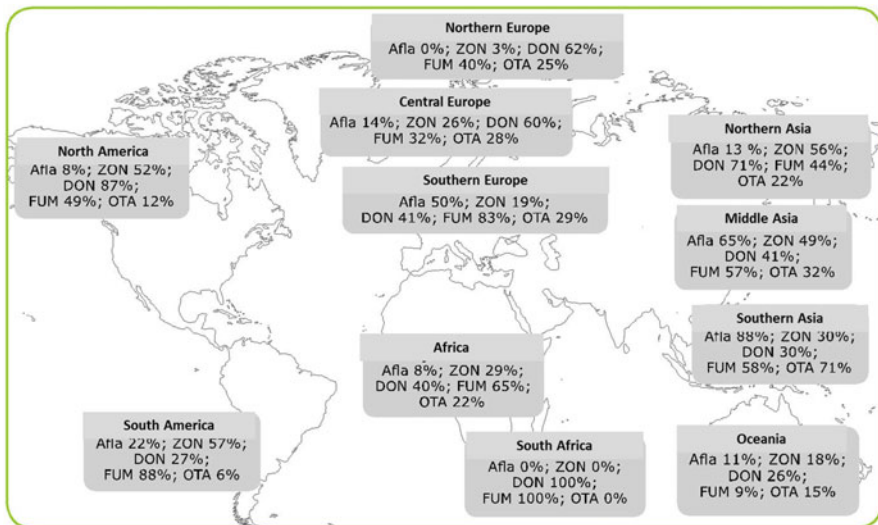 Northern Europe
Afla 0%; ZON 3%; DON 62%;
FUM 40%; OTA 25%
Central Europe
Afla 14%; ZON 26%; DON 60%;
FUM 32%; OTA 28%
Northern Asia
Afla 13 %; ZON 56%;
DON 71%; FUM 44%;
OTA 22%
North America
Afla 8%; ZON 52%;
DON 87%;
FUM 49%; OTA 12%
Southern Europe
Afla 50%; ZON 19%;
DON 41%; FUM 83%; OTA 29%
Middle Asia
Afla 65%; ZON 49%;
DON 41%;
FUM 57%; OTA 32%
Southern Asia
Afla 88%; ZON 30%;
DON 30%;
FUM 58%; OTA 71%
Africa
Afla 8%; ZON 29%;
DON 40%; FUM 65%;
OTA 22%
South America
Afla 22%; ZON 57%;
DON 27%;
FUM 88%; OTA 6%
South Africa
Afla 0%; ZON 0%;
DON 100%;
FUM 100%; OTA 0%
Oceania
Afla 11%; ZON 18%;
DON 26%;
FUM 9%; OTA 15%